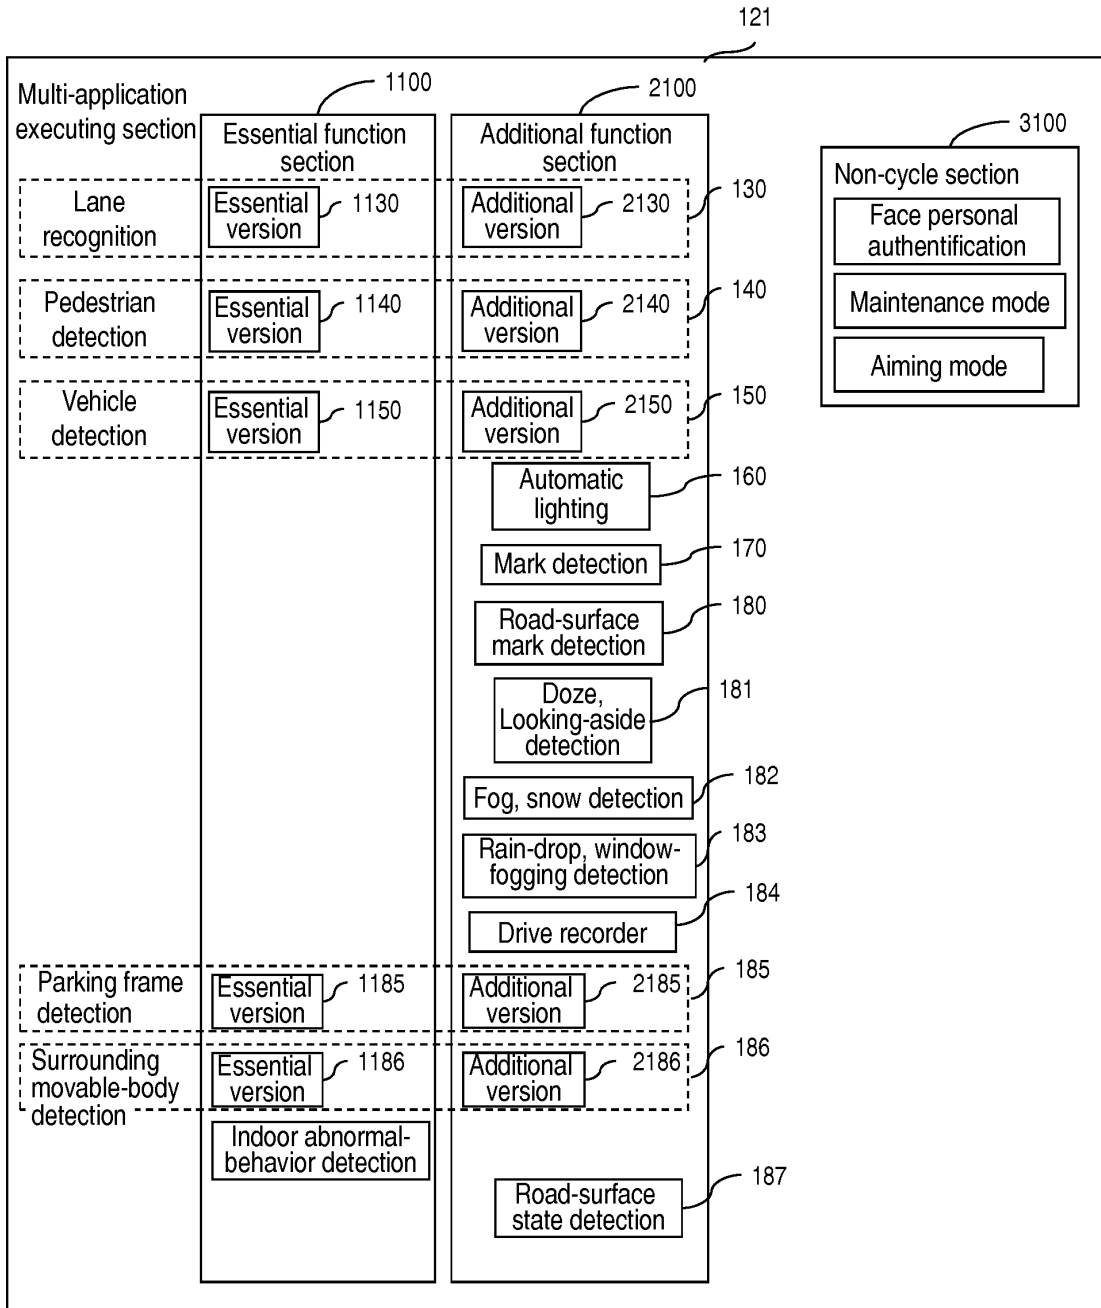 121
Multi-application
executing section
1100
Essential function
section
2100
Additional function
section
3100
Non-cycle section
Face personal
authentification
Maintenance mode
Aiming mode
Lane
recognition
Essential
version
1130
Additional
version
2130
130
Pedestrian
detection
Essential
version
1140
Additional
version
2140
140
Vehicle
detection
Essential
version
1150
Additional
version
2150
150
Automatic
lighting
160
Mark detection
170
Road-surface
mark detection
180
Doze,
Looking-aside
detection
181
Fog, snow detection
182
Rain-drop, window-
fogging detection
183
Drive recorder
184
Parking frame
detection
Essential
version
1185
Additional
version
2185
185
Surrounding
movable-body
detection
Essential
version
1186
Additional
version
2186
186
Indoor abnormal-
behavior detection
Road-surface
state detection
187